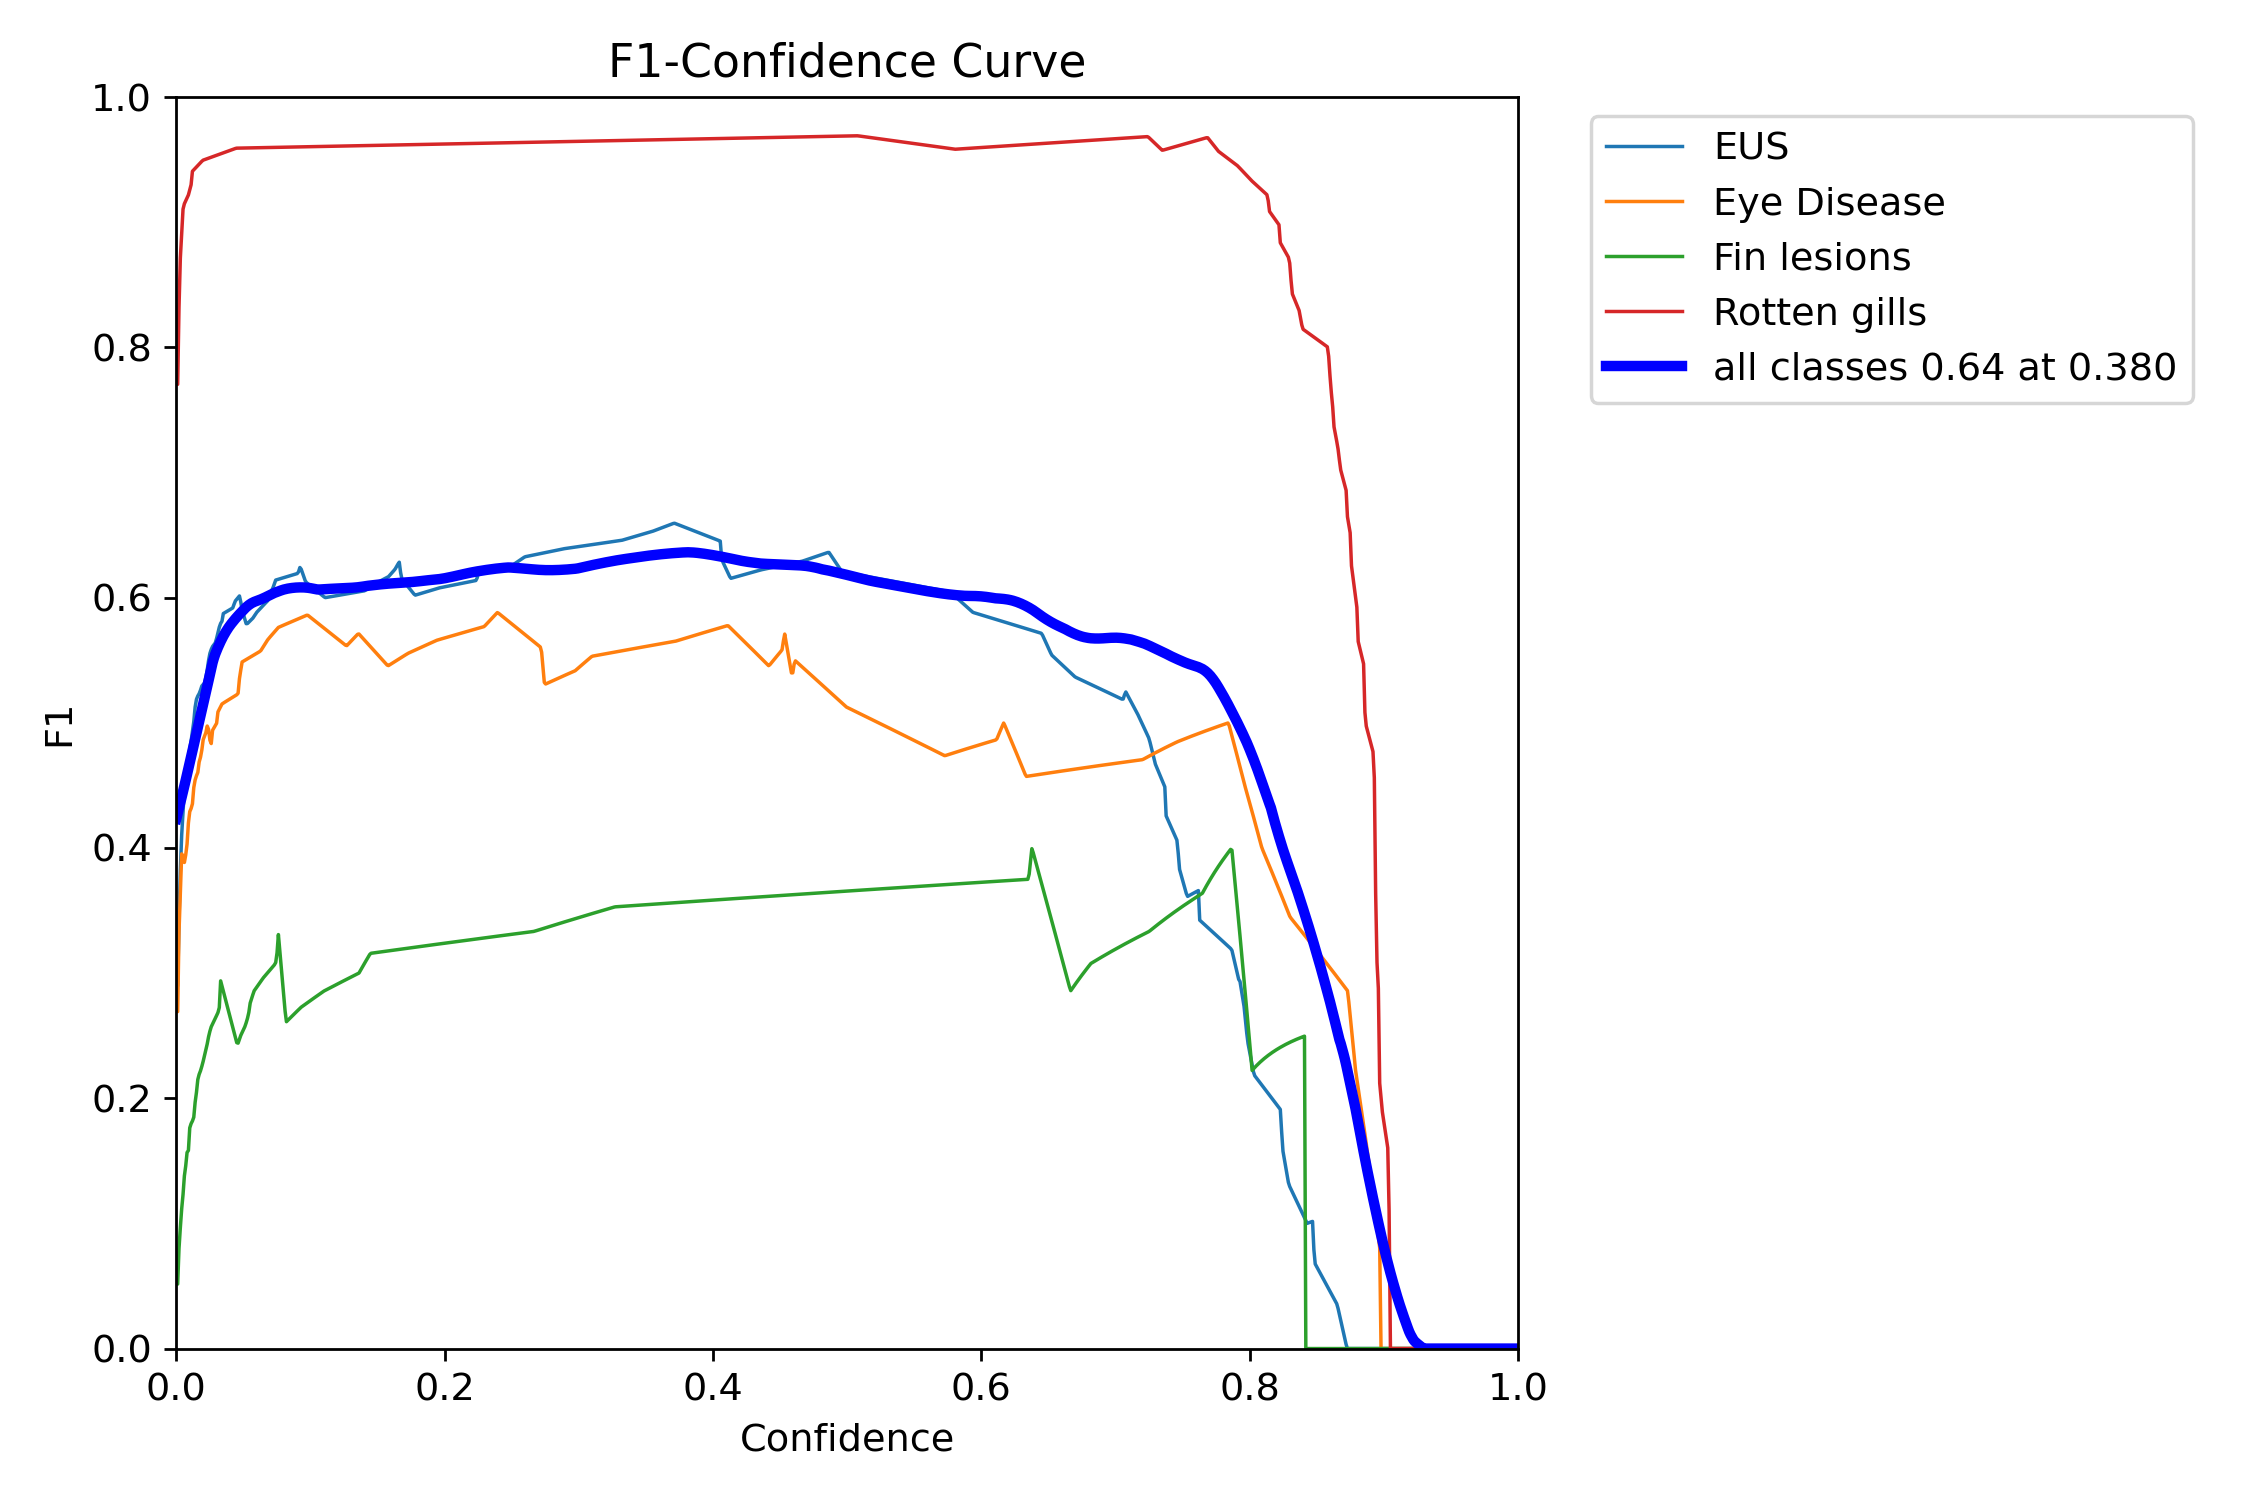 F1-Confidence Curve
1.0
0.8
0.6
0.4
0.2
0.0
F1
0.0 0.2 0.4 0.6 0.8 1.0
Confidence
EUS
Eye Disease
Fin lesions
Rotten gills
all classes 0.64 at 0.380